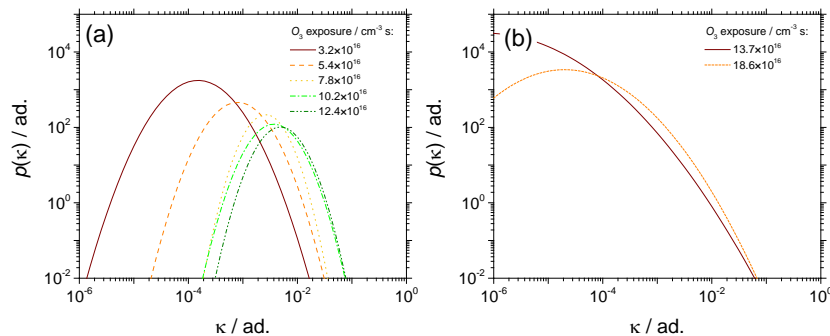 (a)
O3 exposure / cm-3 s:
3.2×10^16
5.4×10^16
7.8×10^16
10.2×10^16
12.4×10^16
10^4
10^2
10^0
10^-2
p(κ) / ad.
10^-6
10^-4
10^-2
10^0
κ / ad.
(b)
O3 exposure / cm-3 s:
13.7×10^16
18.6×10^16
10^4
10^2
10^0
10^-2
p(κ) / ad.
10^-6
10^-4
10^-2
10^0
κ / ad.